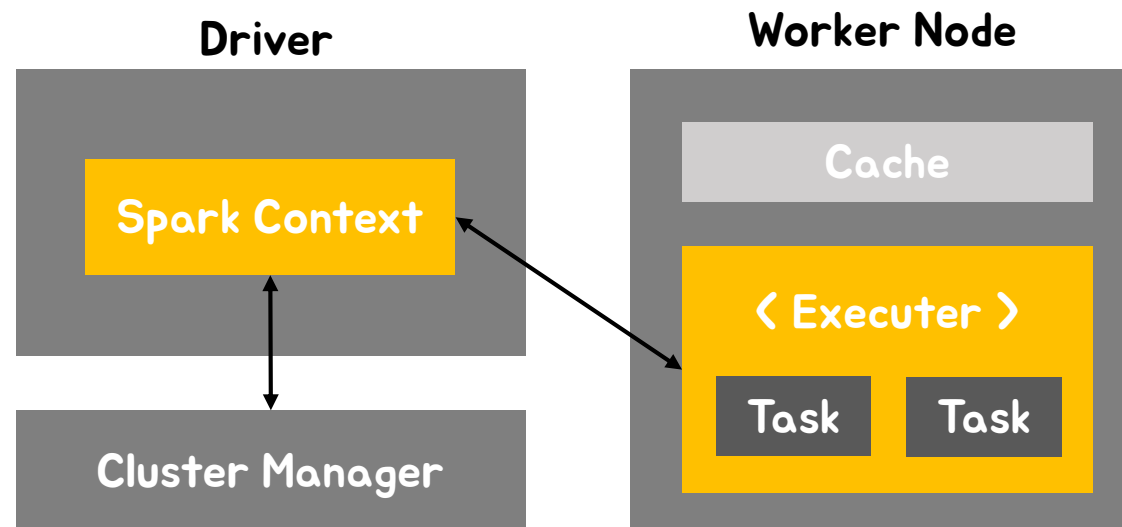 Driver
Worker Node
Cache
Spark Context
< Executer >
Task
Task
Cluster Manager